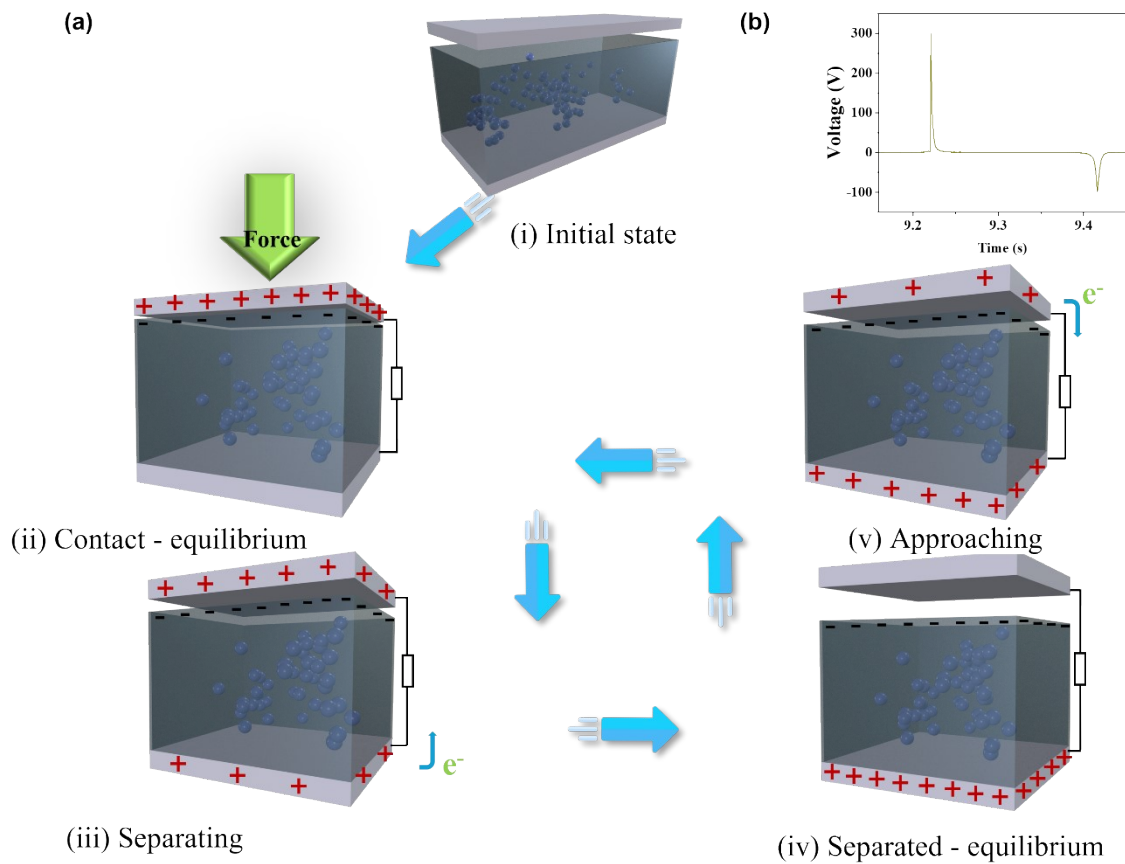 (a)
(i) Initial state
Force
(b)
300
200
100
0
-100
Voltage (V)
9.2 9.3 9.4
Time (s)
(ii) Contact - equilibrium
e-
(v) Approaching
e-
(iii) Separating
(iv) Separated - equilibrium